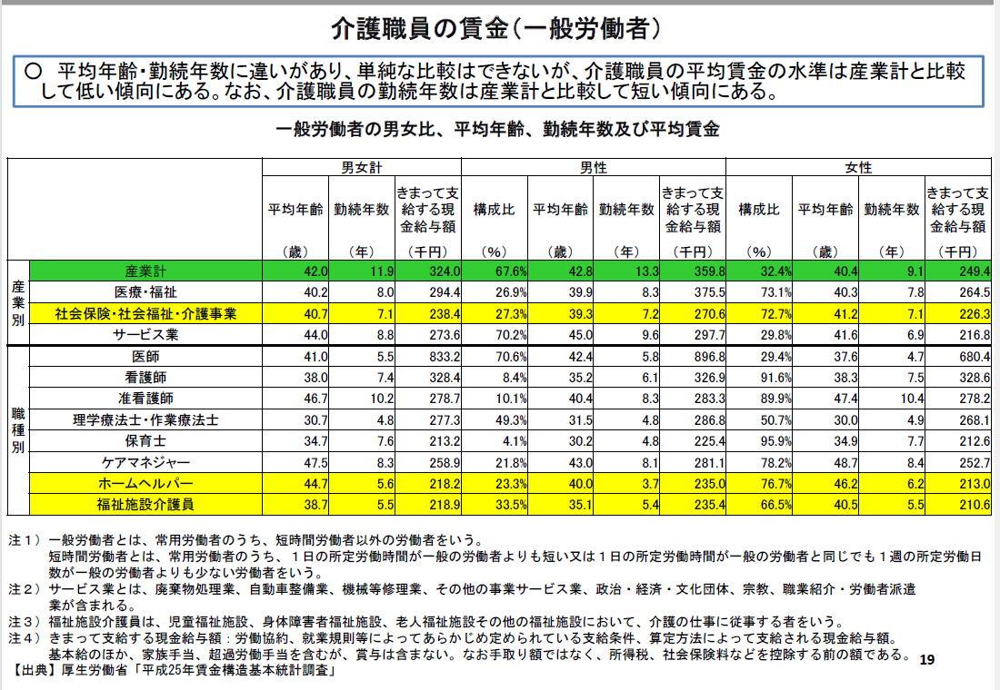 介護職員の賃金（一般労働者）
○　平均年齢・勤続年数に違いがあり、単純な比較はできないが、介護職員の平均賃金の水準は産業計と比較
して低い傾向にある。なお、介護職員の勤続年数は産業計と比較して短い傾向にある。
一般労働者の男女比、平均年齢、勤続年数及び平均賃金
男女計 男性 女性
平均年齢 勤続年数 きまって支給する現金給与額 構成比 平均年齢 勤続年数 きまって支給する現金給与額 構成比 平均年齢 勤続年数 きまって支給する現金給与額
（歳） （年） （千円） （%） （歳） （年） （千円） （%） （歳） （年） （千円）
産業別
産業計 42.0 11.9 324.0 67.6% 42.8 13.3 359.8 32.4% 40.4 9.1 249.4
医療・福祉 40.2 8.0 294.4 26.9% 39.9 8.3 375.5 73.1% 40.3 7.8 264.5
社会保険・社会福祉・介護事業 40.7 7.1 238.4 27.3% 39.3 7.2 270.6 72.7% 41.2 7.1 226.3
サービス業 44.0 8.8 273.6 70.2% 45.0 9.6 297.7 29.8% 41.6 6.9 216.8
職種別
医師 41.0 5.5 833.2 70.6% 42.4 5.8 896.8 29.4% 37.6 4.7 680.4
看護師 38.0 7.4 328.4 8.4% 35.2 6.1 326.9 91.6% 38.3 7.5 328.6
准看護師 46.7 10.2 278.7 10.1% 40.4 8.3 283.3 89.9% 47.4 10.4 278.2
理学療法士・作業療法士 30.7 4.8 277.3 49.3% 31.5 4.8 286.8 50.7% 30.0 4.9 268.1
保育士 34.7 7.6 213.2 4.1% 30.2 4.8 225.4 95.9% 34.9 7.7 212.6
ケアマネジャー 47.5 8.3 258.9 21.8% 43.0 8.1 281.1 78.2% 48.7 8.4 252.7
ホームヘルパー 44.7 5.6 218.2 23.3% 40.0 3.7 235.0 76.7% 46.2 6.2 213.0
福祉施設介護員 38.7 5.5 218.9 33.5% 35.1 5.4 235.4 66.5% 40.5 5.5 210.6
注１）一般労働者とは、常用労働者のうち、短時間労働者以外の労働者をいう。
短時間労働者とは、常用労働者のうち、１日の所定労働時間が一般の労働者よりも短い又は１日の所定労働時間が一般の労働者と同じでも１週の所定労働日
数が一般の労働者よりも少ない労働者をいう。
注２）サービス業とは、廃棄物処理業、自動車整備業、機械等修理業、その他の事業サービス業、政治・経済・文化団体、宗教、職業紹介・労働者派遣
業が含まれる。
注３）福祉施設介護員は、児童福祉施設、身体障害者福祉施設、老人福祉施設その他の福祉施設において、介護の仕事に従事する者をいう。
注４）きまって支給する現金給与額：労働協約、就業規則等によってあらかじめ定められている支給条件、算定方法によって支給される現金給与額。
基本給のほか、家族手当、超過労働手当を含むが、賞与は含まない。なお手取り額ではなく、所得税、社会保険料などを控除する前の額である。
19
【出典】厚生労働省「平成25年賃金構造基本統計調査」